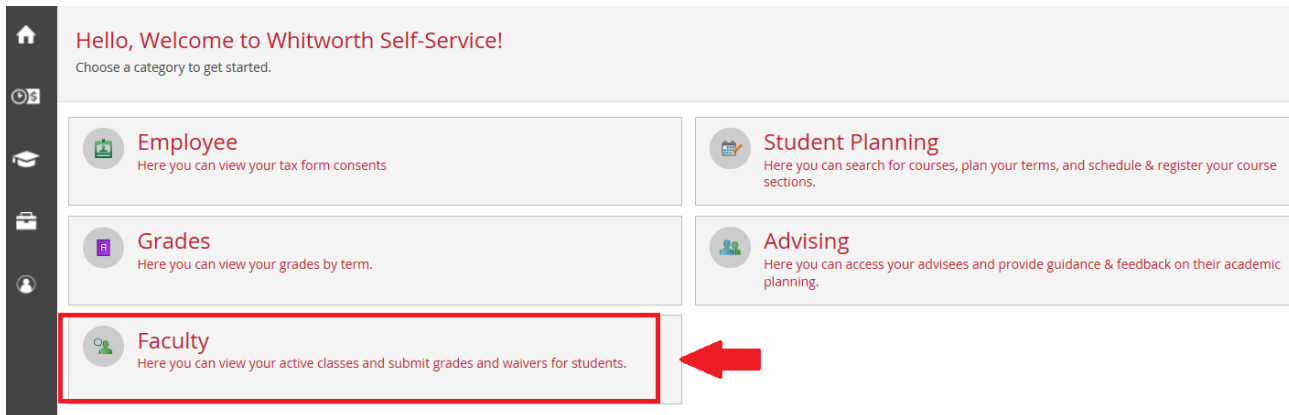 Hello, Welcome to Whitworth Self-Service!
Choose a category to get started.
Employee
Here you can view your tax form consents
Student Planning
Here you can search for courses, plan your terms, and schedule & register your course
sections.
Grades
Here you can view your grades by term.
Advising
Here you can access your advisees and provide guidance & feedback on their academic
planning.
Faculty
Here you can view your active classes and submit grades and waivers for students.